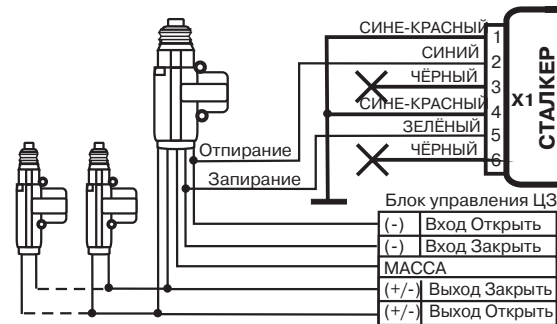 СИНЕ-КРАСНЫЙ 1
СИНИЙ 2
ЧЁРНЫЙ 3
СИНЕ-КРАСНЫЙ 4
ЗЕЛЁНЫЙ 5
ЧЁРНЫЙ 6
X1
СТАЛКЕР
Отпирание
Запирание
Блок управления ЦЗ
(-) Вход Открыть
(-) Вход Закрыть
МАССА
(+/-) Выход Закрыть
(+/-) Выход Открыть